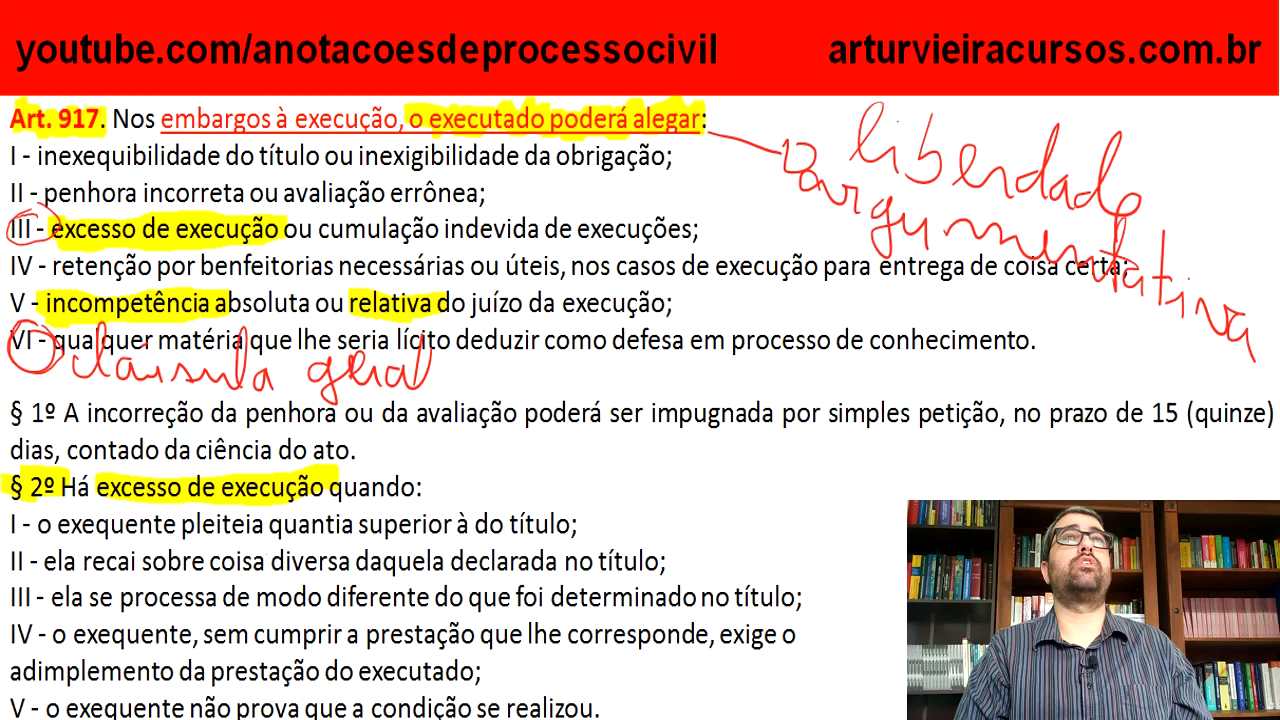 youtube.com/anotacoesdeprocessocivil arturvieiracursos.com.br
Art. 917. Nos embargos à execução, o executado poderá alegar:
liberdade
argumentativa
I - inexequibilidade do título ou inexigibilidade da obrigação;
II - penhora incorreta ou avaliação errônea;
III - excesso de execução ou cumulação indevida de execuções;
IV - retenção por benfeitorias necessárias ou úteis, nos casos de execução para entrega de coisa certa;
V - incompetência absoluta ou relativa do juízo da execução;
VI - qualquer matéria que lhe seria lícito deduzir como defesa em processo de conhecimento.
cláusula geral
§ 1º A incorreção da penhora ou da avaliação poderá ser impugnada por simples petição, no prazo de 15 (quinze)
dias, contado da ciência do ato.
§ 2º Há excesso de execução quando:
I - o exequente pleiteia quantia superior à do título;
II - ela recai sobre coisa diversa daquela declarada no título;
III - ela se processa de modo diferente do que foi determinado no título;
IV - o exequente, sem cumprir a prestação que lhe corresponde, exige o
adimplemento da prestação do executado;
V - o exequente não prova que a condição se realizou.